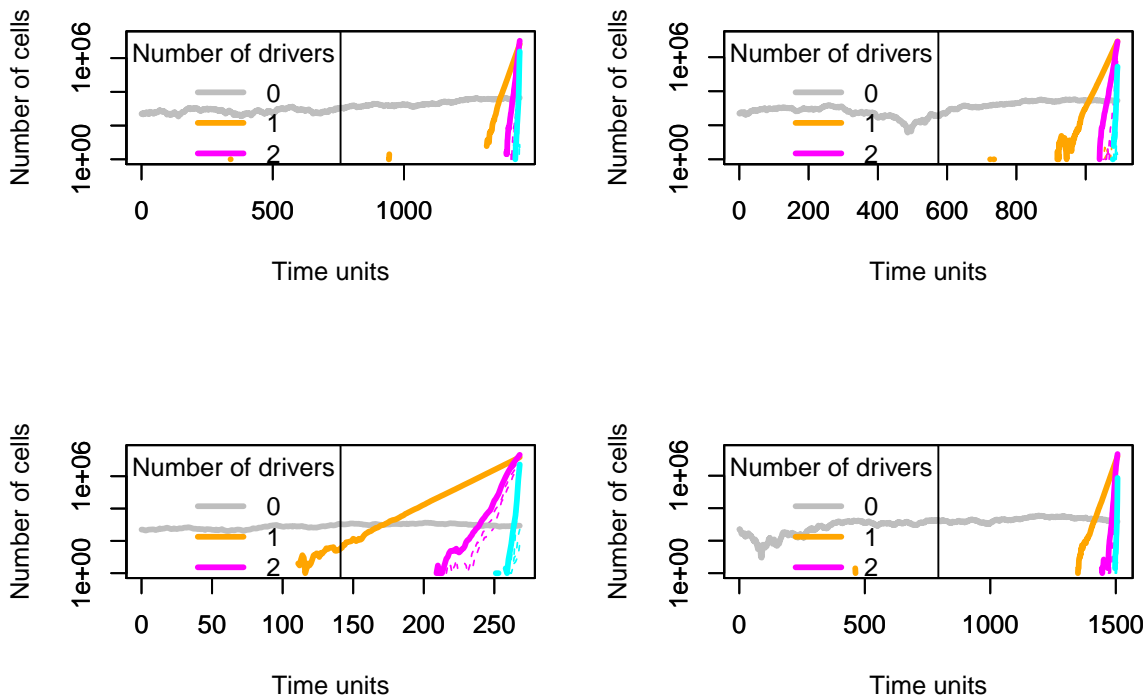 Number of cells
1e+00 1e+06
Number of drivers
0
1
2
0 500 1000
Time units
Number of cells
1e+00 1e+06
Number of drivers
0
1
2
0 200 400 600 800
Time units
Number of cells
1e+00 1e+06
Number of drivers
0
1
2
0 50 100 150 200 250
Time units
Number of cells
1e+00 1e+06
Number of drivers
0
1
2
0 500 1000 1500
Time units